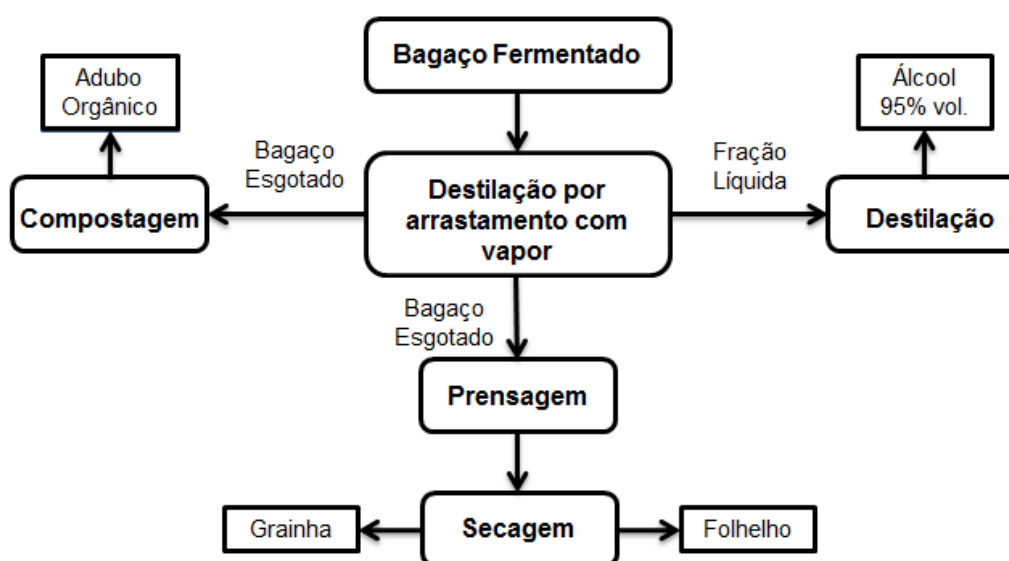 Bagaço Fermentado
Adubo
Orgânico
Álcool
95% vol.
Bagaço
Esgotado
Fração
Líquida
Compostagem
Destilação por
arrastamento com
vapor
Destilação
Bagaço
Esgotado
Prensagem
Grainha
Secagem
Folhelho